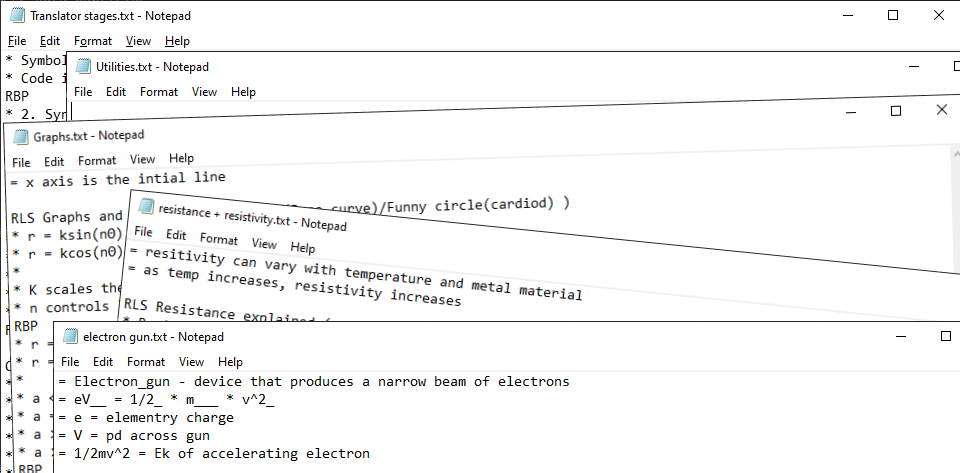 Translator stages.txt - Notepad
File Edit Format View Help
* Symbol
* Code i
RBP
* 2. Syn
Utilities.txt - Notepad
File Edit Format View Help
Graphs.txt - Notepad
File Edit Format View Help
= x axis is the intial line
RLS Graphs and curve)/Funny circle(cardiod) )
* r = ksin(nθ)
* r = kcos(nθ)
*
* K scales the
* n controls
RBP
* r =
* r =
*
* a <
* a =
* a
* a
RBP
resistance + resistivity.txt - Notepad
File Edit Format View Help
= resitivity can vary with temperature and metal material
= as temp increases, resistivity increases
RLS Resistance explained (
electron gun.txt - Notepad
File Edit Format View Help
= Electron_gun - device that produces a narrow beam of electrons
= eV__ = 1/2_ * m___ * v^2_
= e = elementry charge
= V = pd across gun
= 1/2mv^2 = Ek of accelerating electron